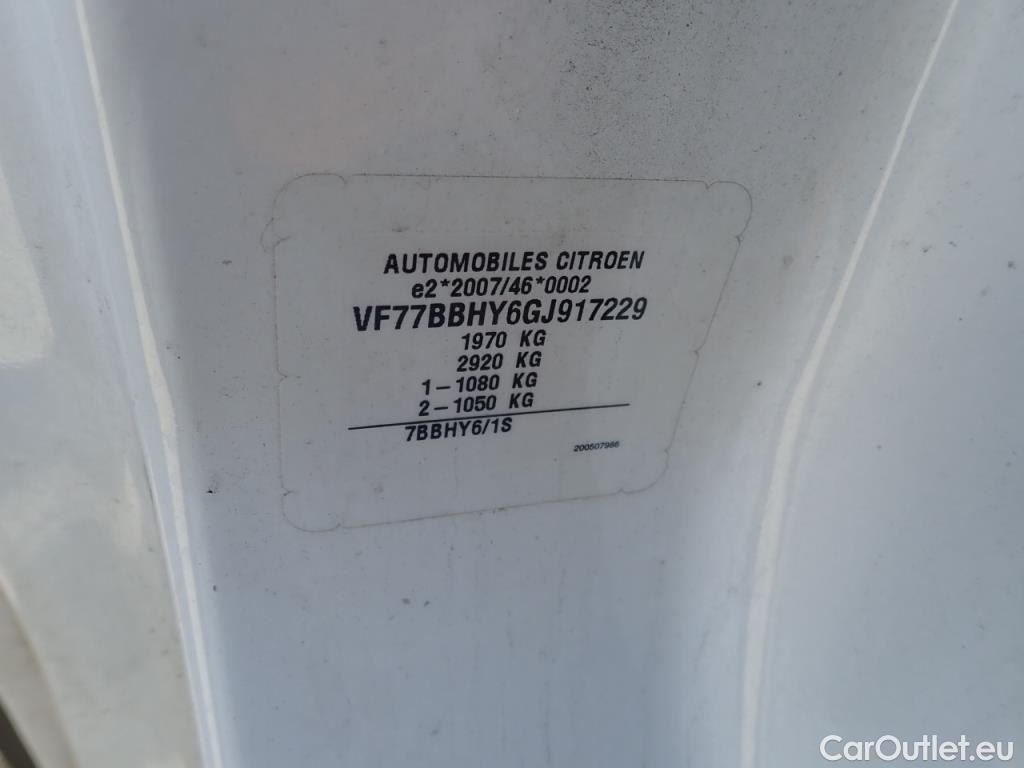 AUTOMOBILES CITROEN
e2*2007/46*0002
VF77BBHY6GJ917229
1970 KG
2920 KG
1-1080 KG
2-1050 KG
7BBHY6/1S
200507986
CarOutlet.eu